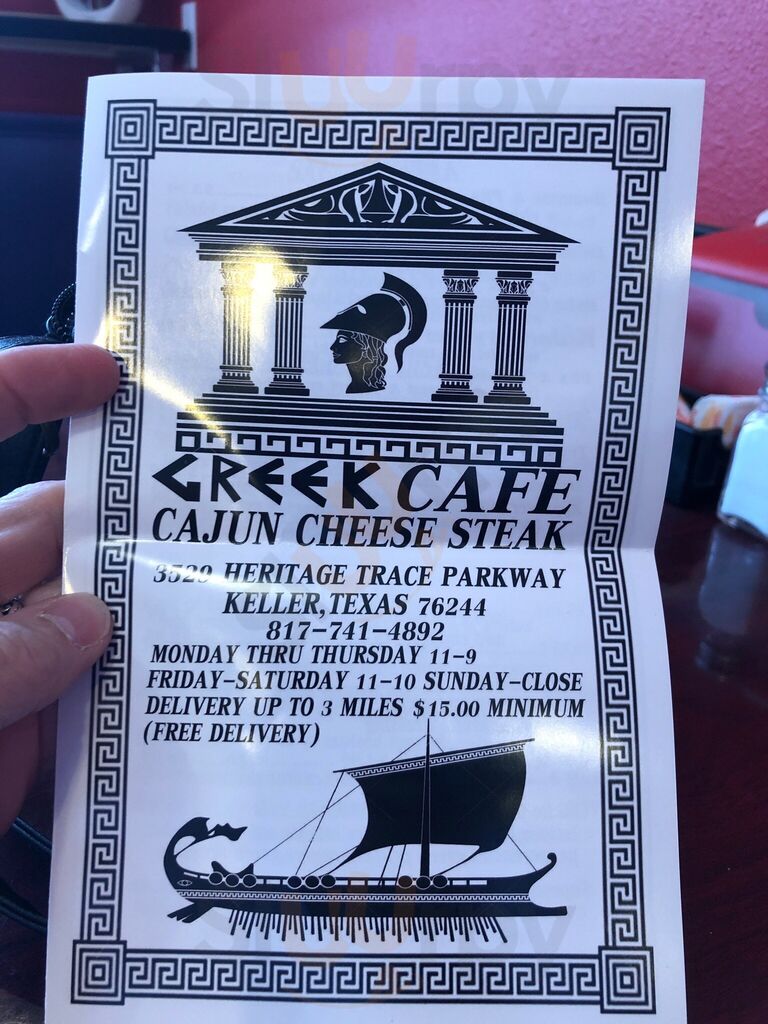 GREEK CAFE
CAJUN CHEESE STEAK
3529 HERITAGE TRACE PARKWAY
KELLER, TEXAS 76244
817-741-4892
MONDAY THRU THURSDAY 11-9
FRIDAY-SATURDAY 11-10 SUNDAY-CLOSE
DELIVERY UP TO 3 MILES $15.00 MINIMUM
(FREE DELIVERY)